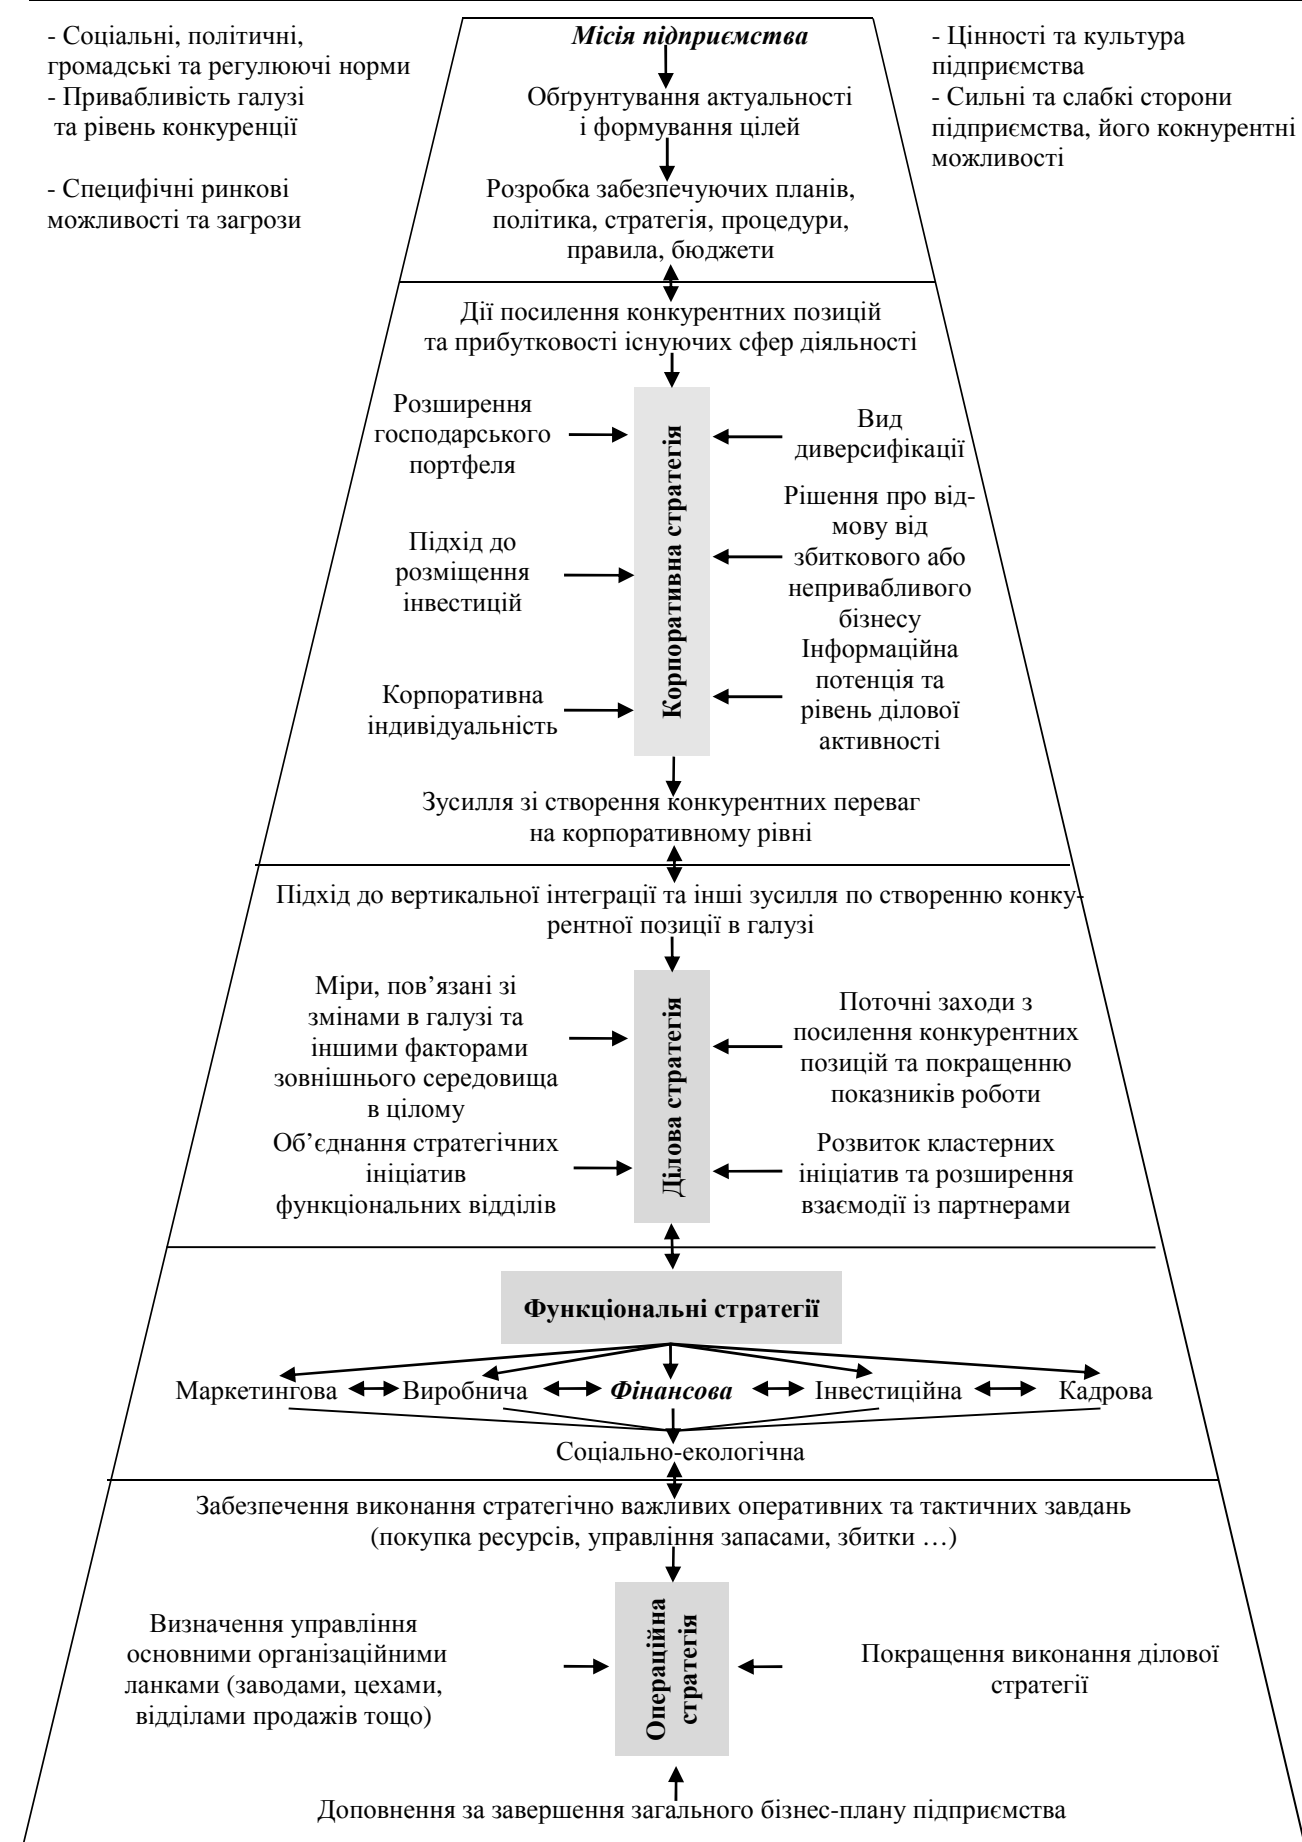 - Соціальні, політичні,
громадські та регулюючі норми
- Привабливість галузі
та рівень конкуренції
- Специфічні ринкові
можливості та загрози
Місія підприємства
Обґрунтування актуальності
і формування цілей
Розробка забезпечуючих планів,
політика, стратегія, процедури,
правила, бюджети
- Цінності та культура
підприємства
- Сильні та слабкі сторони
підприємства, його кокнурентні
можливості
Дії посилення конкурентних позицій
та прибутковості існуючих сфер діяльності
Розширення
господарського
портфеля
Підхід до
розміщення
інвестицій
Корпоративна
індивідуальність
Корпоративна стратегія
Вид
диверсифікації
Рішення про від-
мову від
збиткового або
непривабливого
бізнесу
Інформаційна
потенція та
рівень ділової
активності
Зусилля зі створення конкурентних переваг
на корпоративному рівні
Підхід до вертикальної інтеграції та інші зусилля по створенню конку-
рентної позиції в галузі
Міри, пов’язані зі
змінами в галузі та
іншими факторами
зовнішнього середовища
в цілому
Об’єднання стратегічних
ініціатив
функціональних відділів
Ділова стратегія
Поточні заходи з
посилення конкурентних
позицій та покращенню
показників роботи
Розвиток кластерних
ініціатив та розширення
взаємодії із партнерами
Функціональні стратегії
Маркетингова Виробнича Фінансова Інвестиційна Кадрова
Соціально-екологічна
Забезпечення виконання стратегічно важливих оперативних та тактичних завдань
(покупка ресурсів, управління запасами, збитки …)
Визначення управління
основними організаційними
ланками (заводами, цехами,
відділами продажів тощо)
Операційна
стратегія
Покращення виконання ділової
стратегії
Доповнення за завершення загального бізнес-плану підприємства